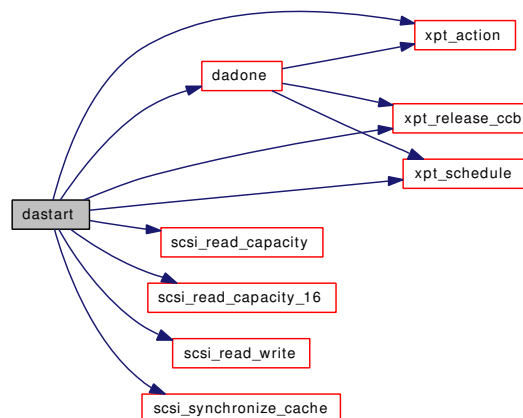 xpt_action
dadone
xpt_release_ccb
xpt_schedule
dastart
scsi_read_capacity
scsi_read_capacity_16
scsi_read_write
scsi_synchronize_cache